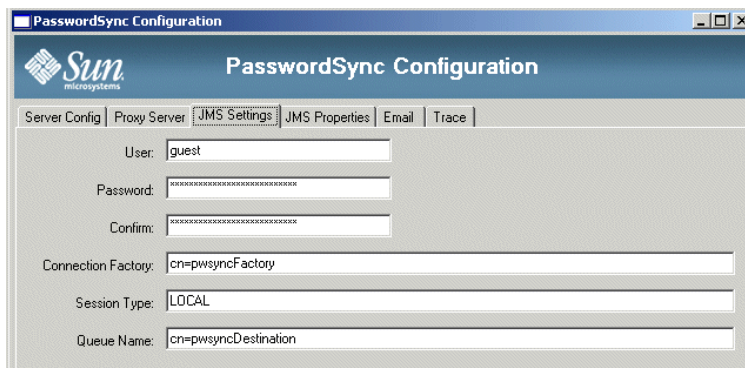 PasswordSync Configuration
Sun
microsystems
PasswordSync Configuration
Server Config Proxy Server JMS Settings JMS Properties Email Trace
User: guest
Password: ***************************
Confirm: ***************************
Connection Factory: cn=pwsyncFactory
Session Type: LOCAL
Queue Name: cn=pwsyncDestination